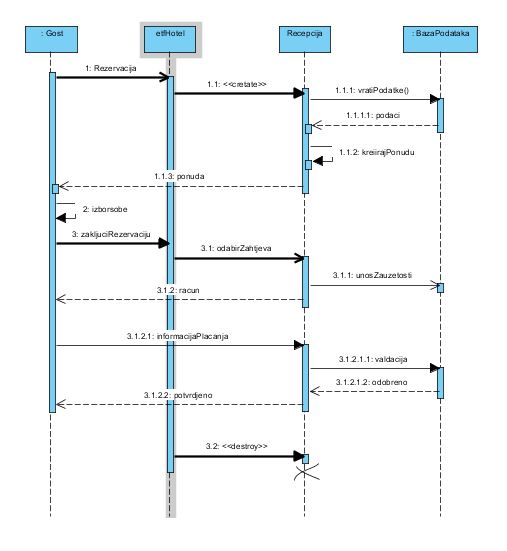 : Gost
etfHotel
Recepcija
: BazaPodataka
1: Rezervacija
1.1: <<cretate>>
1.1.1: vratiPodatke()
1.1.1.1: podaci
1.1.2: kreiirajPonudu
1.1.3: ponuda
2: izborsobe
3: zakljuciRezervaciju
3.1: odabirZahtjeva
3.1.1: unosZauzetosti
3.1.2: racun
3.1.2.1: informacijaPlacanja
3.1.2.1.1: valdacija
3.1.2.1.2: odobreno
3.1.2.2: potvrdjeno
3.2: <<destroy>>